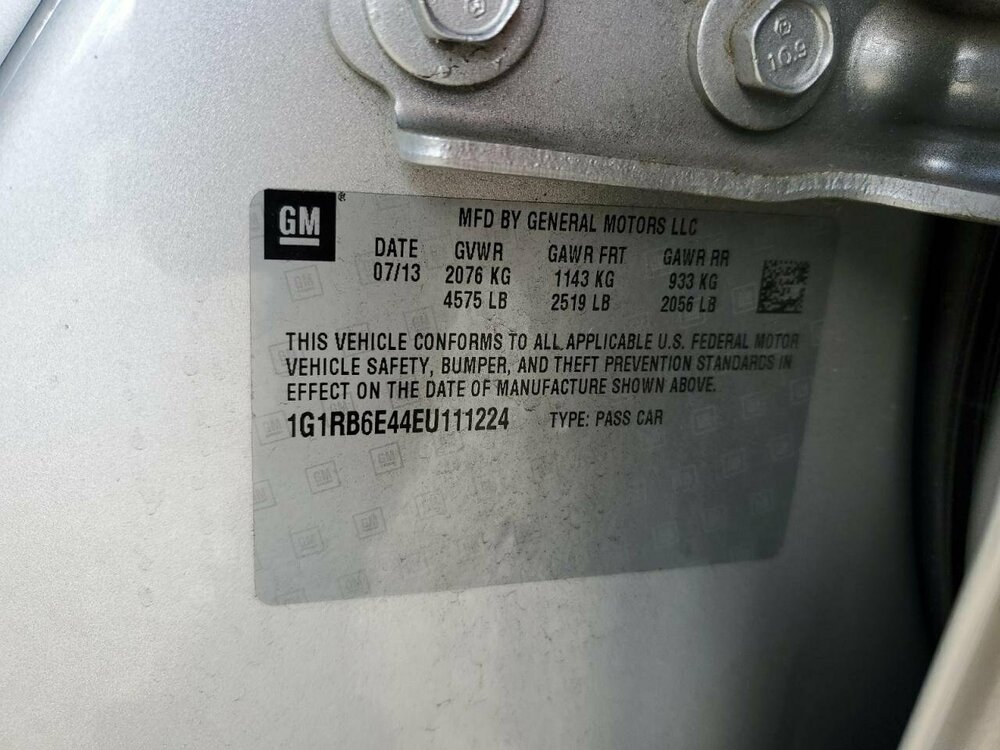 10.9
GM®
MFD BY GENERAL MOTORS LLC
DATE GVWR GAWR FRT GAWR RR
07/13 2076 KG 1143 KG 933 KG
4575 LB 2519 LB 2056 LB
THIS VEHICLE CONFORMS TO ALL APPLICABLE U.S. FEDERAL MOTOR
VEHICLE SAFETY, BUMPER, AND THEFT PREVENTION STANDARDS IN
EFFECT ON THE DATE OF MANUFACTURE SHOWN ABOVE.
1G1RB6E44EU111224 TYPE: PASS CAR